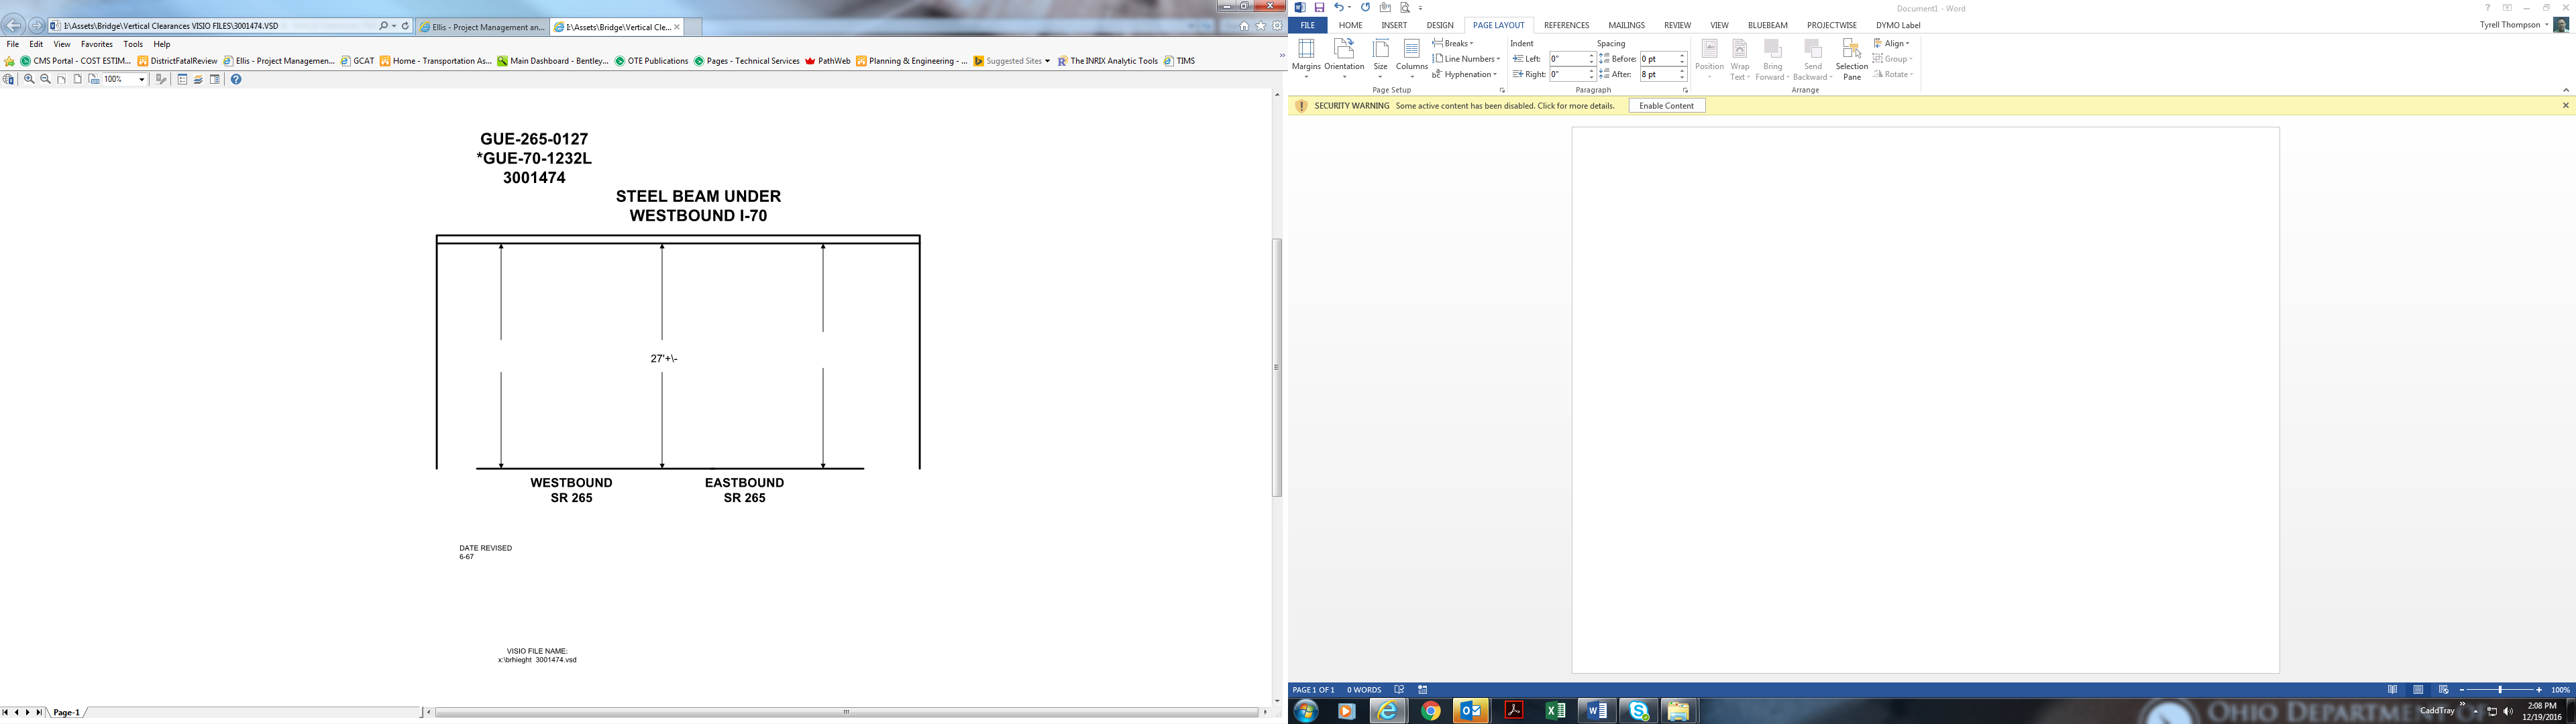 I:\Assets\Bridge\Vertical Clearances VISIO FILES\3001474.VSD
Ellis - Project Management an...
I:\Assets\Bridge\Vertical Cle...
File Edit View Favorites Tools Help
CMS Portal - COST ESTIM... DistrictFatalReview Ellis - Project Managemen... GCAT Home - Transportation As... Main Dashboard - Bentley... OTE Publications Pages - Technical Services PathWeb Planning & Engineering - ... Suggested Sites The INRIX Analytic Tools TIMS
100%
GUE-265-0127
*GUE-70-1232L
3001474
STEEL BEAM UNDER
WESTBOUND I-70
27'+\-
WESTBOUND
SR 265
EASTBOUND
SR 265
DATE REVISED
6-67
VISIO FILE NAME:
x:\brhieght 3001474.vsd
Page-1
Document1 - Word
FILE HOME INSERT DESIGN PAGE LAYOUT REFERENCES MAILINGS REVIEW VIEW BLUEBEAM PROJECTWISE DYMO Label
Tyrell Thompson
Margins Orientation Size Columns
Breaks
Line Numbers
Hyphenation
Page Setup
Indent
Left: 0"
Right: 0"
Spacing
Before: 0 pt
After: 8 pt
Paragraph
Position Wrap Text Bring Forward Send Backward Selection Pane
Align
Group
Rotate
Arrange
SECURITY WARNING Some active content has been disabled. Click for more details. Enable Content
PAGE 1 OF 1 0 WORDS
100%
OHIO DEPARTMENT OF
CaddTray
2:08 PM
12/19/2016